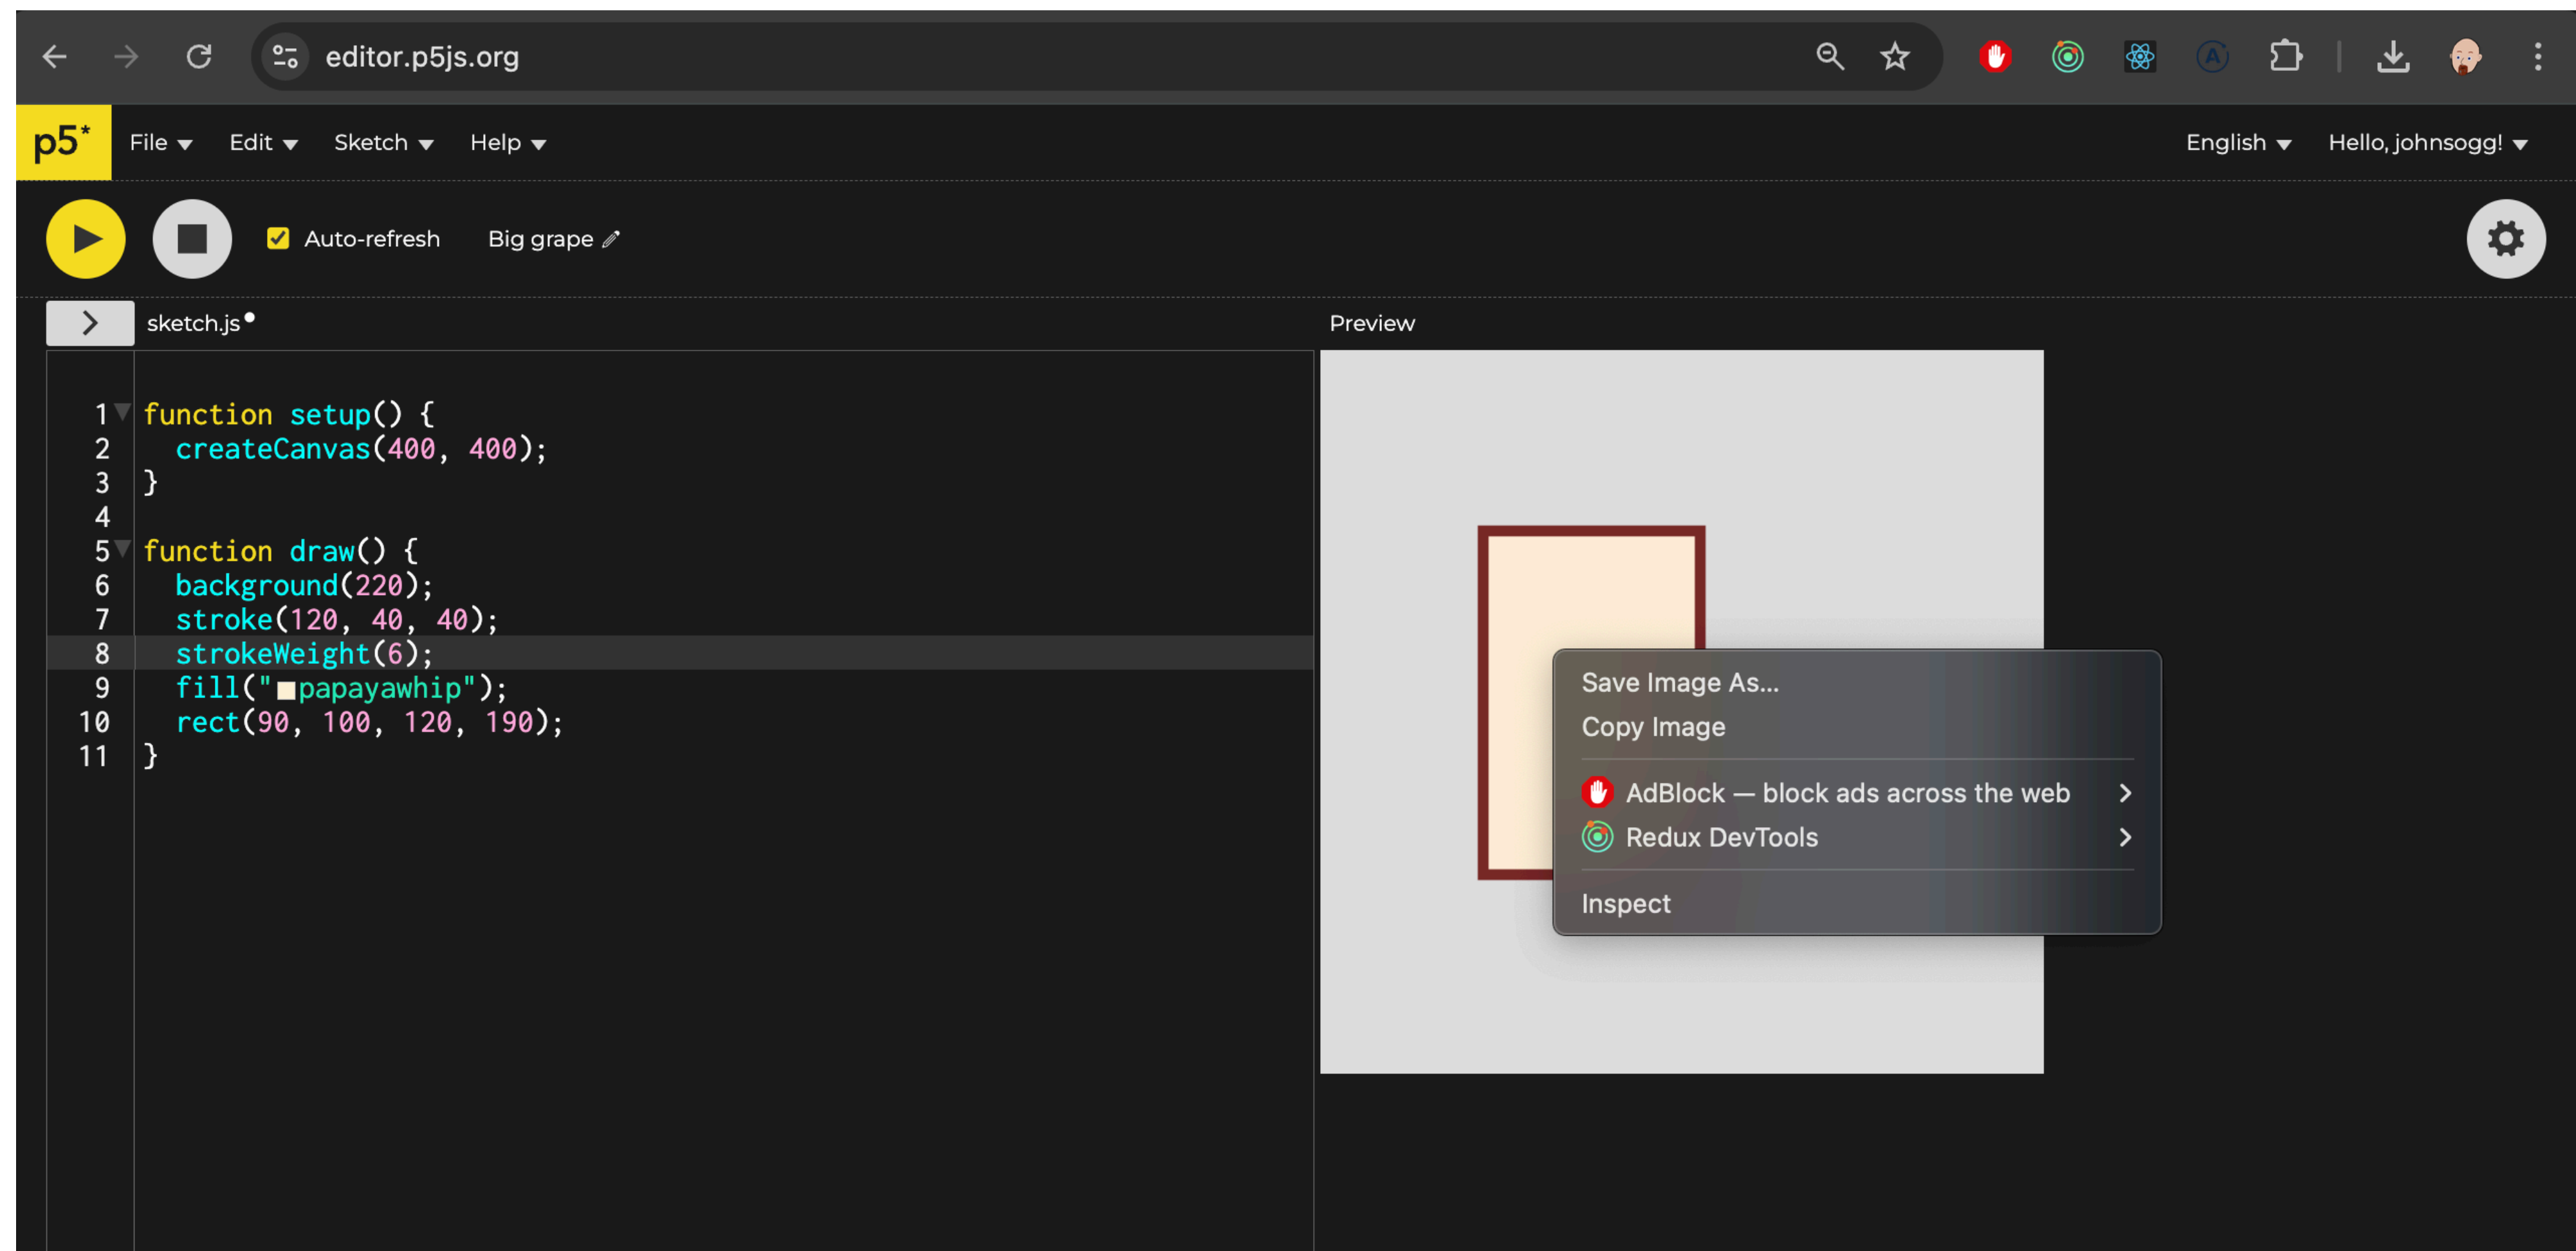 editor.p5js.org
p5* File Edit Sketch Help English Hello, johnsogg!
Auto-refresh Big grape
sketch.js Preview
1 function setup() {
2 createCanvas(400, 400);
3 }
4
5 function draw() {
6 background(220);
7 stroke(120, 40, 40);
8 strokeWeight(6);
9 fill("papayawhip");
10 rect(90, 100, 120, 190);
11 }
Save Image As...
Copy Image
AdBlock — block ads across the web
Redux DevTools
Inspect